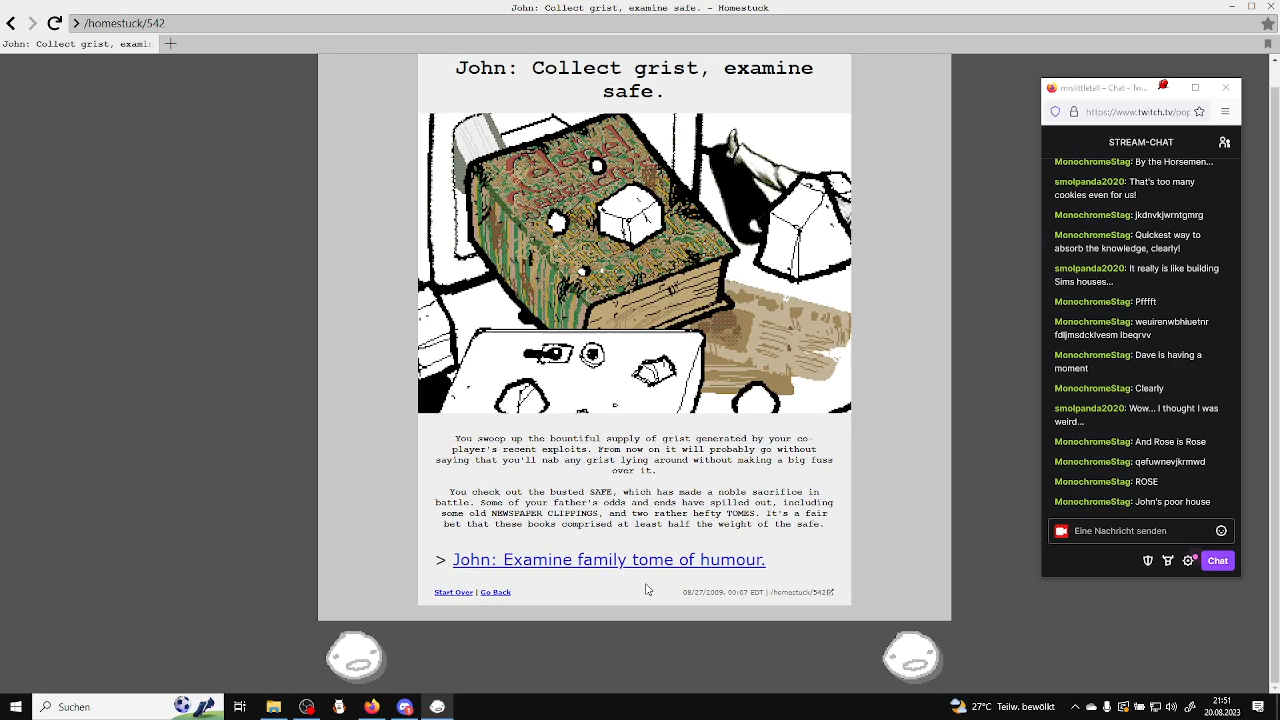 John: Collect grist, examine safe. - Homestuck
> /homestuck/542
John: Collect grist, examin
John: Collect grist, examine
safe.
You swoop up the bountiful supply of grist generated by your co-
player's recent exploits. From now on it will probably go without
saying that you'll nab any grist lying around without making a big fuss
over it.
You check out the busted SAFE, which has made a noble sacrifice in
battle. Some of your father's odds and ends have spilled out, including
some old NEWSPAPER CLIPPINGS, and two rather hefty TOMES. It's a fair
bet that these books comprised at least half the weight of the safe.
> John: Examine family tome of humour.
Start Over | Go Back
08/27/2009, 00:07 EDT | /homestuck/542
mrslittletall – Chat - Tw...
https://www.twitch.tv/pop
STREAM-CHAT
MonochromeStag: By the Horsemen...
smolpanda2020: That's too many
cookies even for us!
MonochromeStag: jkdnvkjwrntgmrg
MonochromeStag: Quickest way to
absorb the knowledge, clearly!
smolpanda2020: It really is like building
Sims houses...
MonochromeStag: Pfffft
MonochromeStag: weuirenwbhiuetnr
fdljmsdcklvesm lbeqrvv
MonochromeStag: Dave is having a
moment
MonochromeStag: Clearly
smolpanda2020: Wow... I thought I was
weird...
MonochromeStag: And Rose is Rose
MonochromeStag: qefuwnevjkrmwd
MonochromeStag: ROSE
MonochromeStag: John's poor house
Eine Nachricht senden
Chat
Suchen
27°C Teilw. bewölkt
21:51
20.08.2023